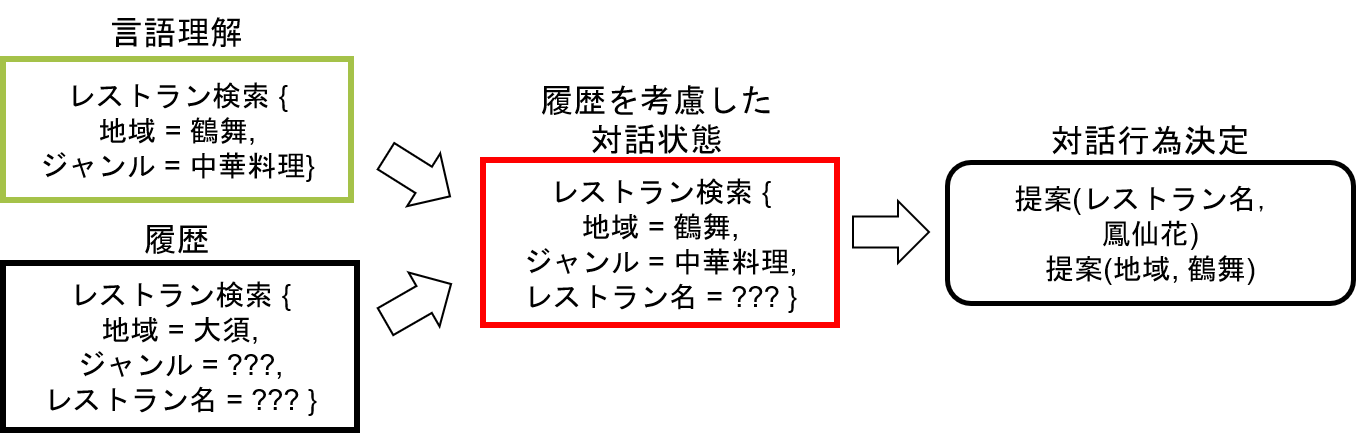 言語理解
レストラン検索 {
地域 = 鶴舞,
ジャンル = 中華料理}
履歴
レストラン検索 {
地域 = 大須,
ジャンル = ???,
レストラン名 = ??? }
履歴を考慮した
対話状態
レストラン検索 {
地域 = 鶴舞,
ジャンル = 中華料理,
レストラン名 = ??? }
対話行為決定
提案(レストラン名,
鳳仙花)
提案(地域, 鶴舞)